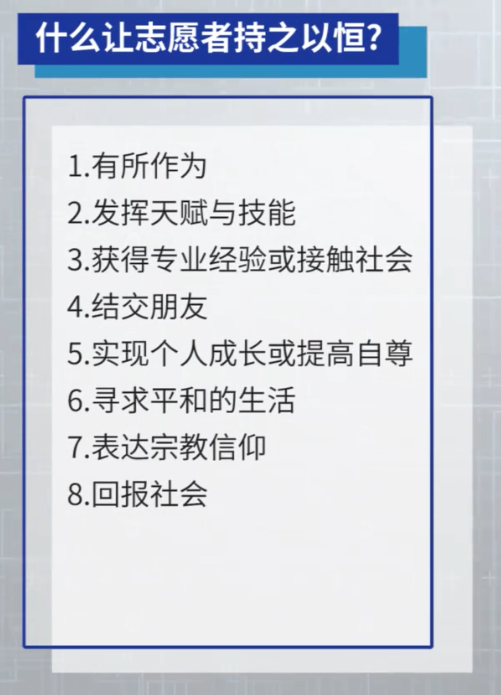 什么让志愿者持之以恒?
1.有所作为
2.发挥天赋与技能
3.获得专业经验或接触社会
4.结交朋友
5.实现个人成长或提高自尊
6.寻求平和的生活
7.表达宗教信仰
8.回报社会